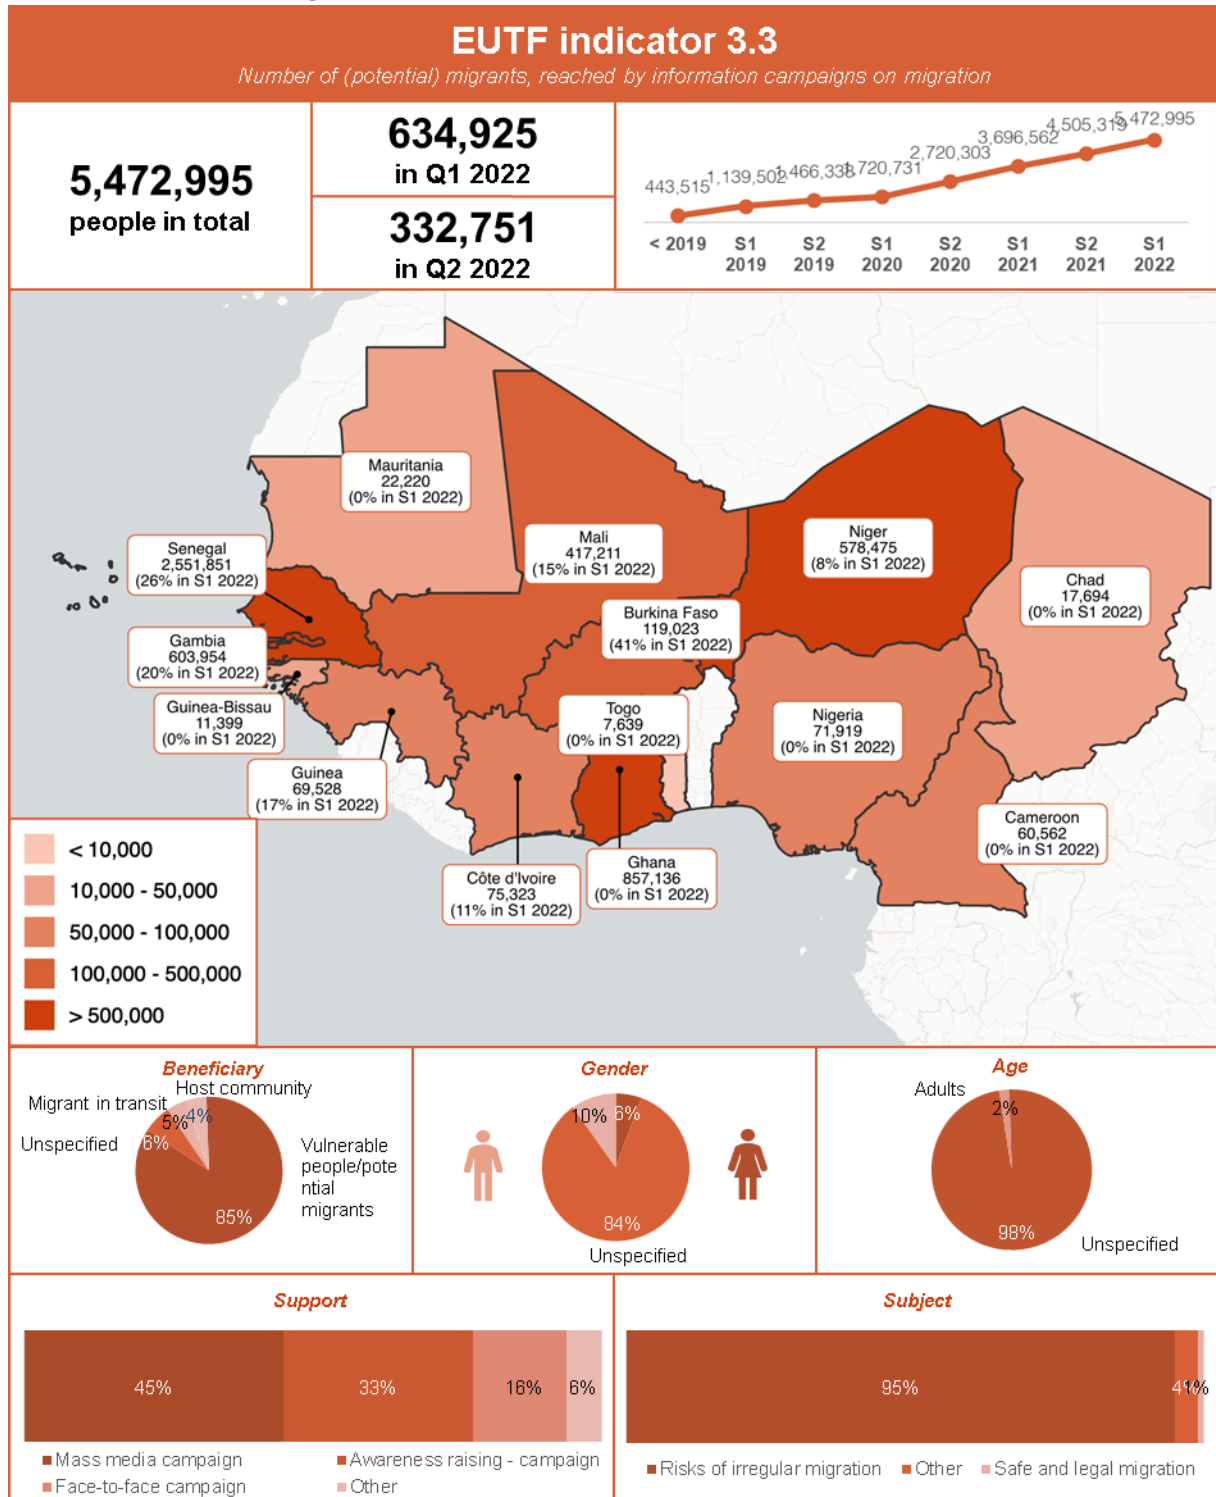 EUTF indicator 3.3
Number of (potential) migrants, reached by information campaigns on migration
5,472,995
people in total
634,925
in Q1 2022
332,751
in Q2 2022
443,515
1,139,502
1,466,338
1,720,731
2,720,303
3,696,562
4,505,319
5,472,995
< 2019
S1 2019
S2 2019
S1 2020
S2 2020
S1 2021
S2 2021
S1 2022
Mauritania
22,220
(0% in S1 2022)
Senegal
2,551,851
(26% in S1 2022)
Mali
417,211
(15% in S1 2022)
Niger
578,475
(8% in S1 2022)
Chad
17,694
(0% in S1 2022)
Burkina Faso
119,023
(41% in S1 2022)
Gambia
603,954
(20% in S1 2022)
Guinea-Bissau
11,399
(0% in S1 2022)
Togo
7,639
(0% in S1 2022)
Nigeria
71,919
(0% in S1 2022)
Guinea
69,528
(17% in S1 2022)
Cameroon
60,562
(0% in S1 2022)
Côte d'Ivoire
75,323
(11% in S1 2022)
Ghana
857,136
(0% in S1 2022)
< 10,000
10,000 - 50,000
50,000 - 100,000
100,000 - 500,000
> 500,000
Beneficiary
Host community
Migrant in transit
Unspecified
4%
5%
6%
85%
Vulnerable
people/pote
ntial
migrants
Gender
10%
6%
84%
Unspecified
Age
Adults
2%
98%
Unspecified
Support
45%
33%
16%
6%
Mass media campaign
Awareness raising - campaign
Face-to-face campaign
Other
Subject
95%
4%
1%
Risks of irregular migration
Other
Safe and legal migration